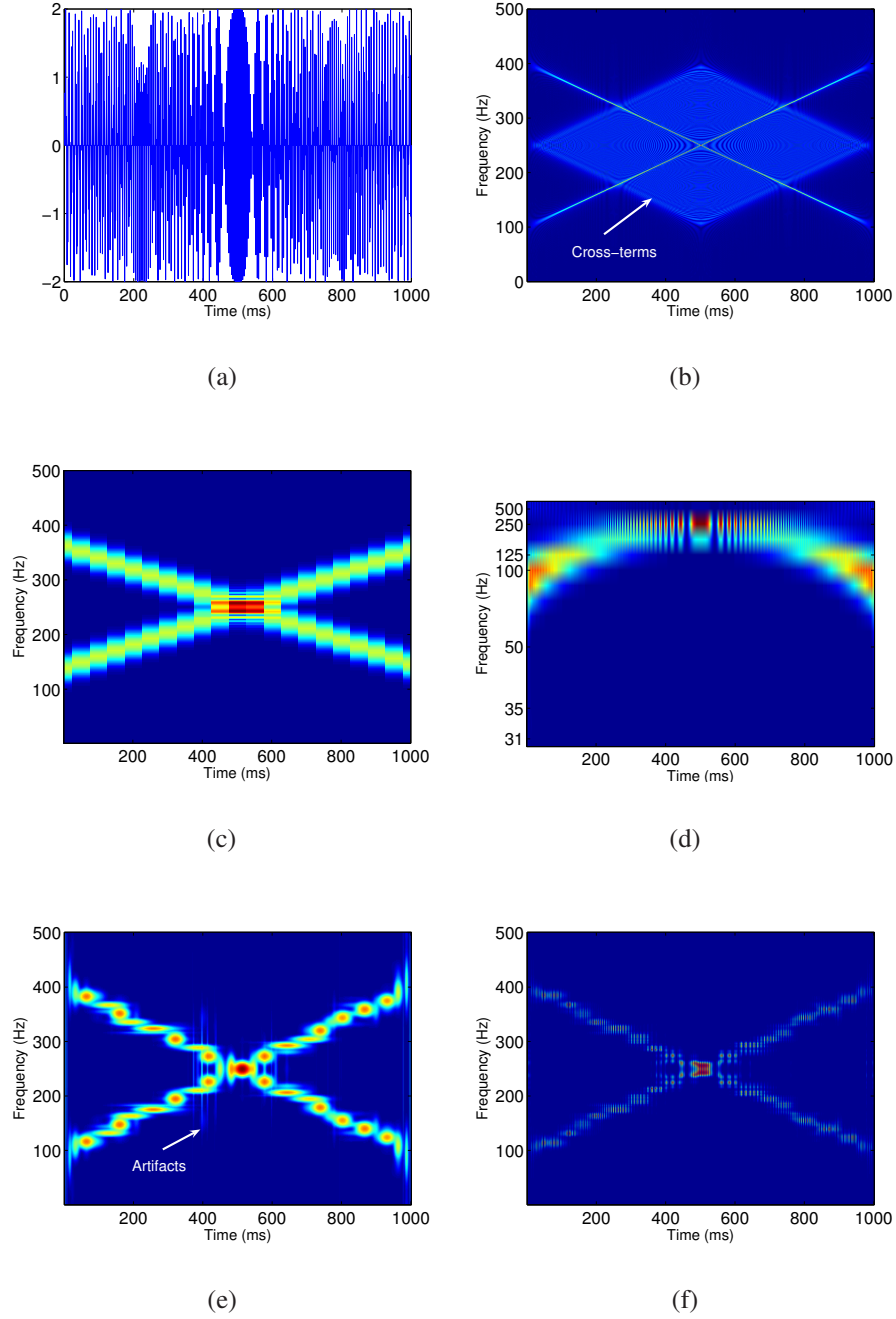 2
1
0
−1
−2
0 200 400 600 800 1000
Time (ms)
(a)
Frequency (Hz)
500
400
300
200
100
0
Cross−terms
200 400 600 800 1000
Time (ms)
(b)
Frequency (Hz)
500
400
300
200
100
200 400 600 800 1000
Time (ms)
(c)
Frequency (Hz)
500
250
125
100
50
35
31
200 400 600 800 1000
Time (ms)
(d)
Frequency (Hz)
500
400
300
200
100
Artifacts
200 400 600 800 1000
Time (ms)
(e)
Frequency (Hz)
500
400
300
200
100
200 400 600 800 1000
Time (ms)
(f)